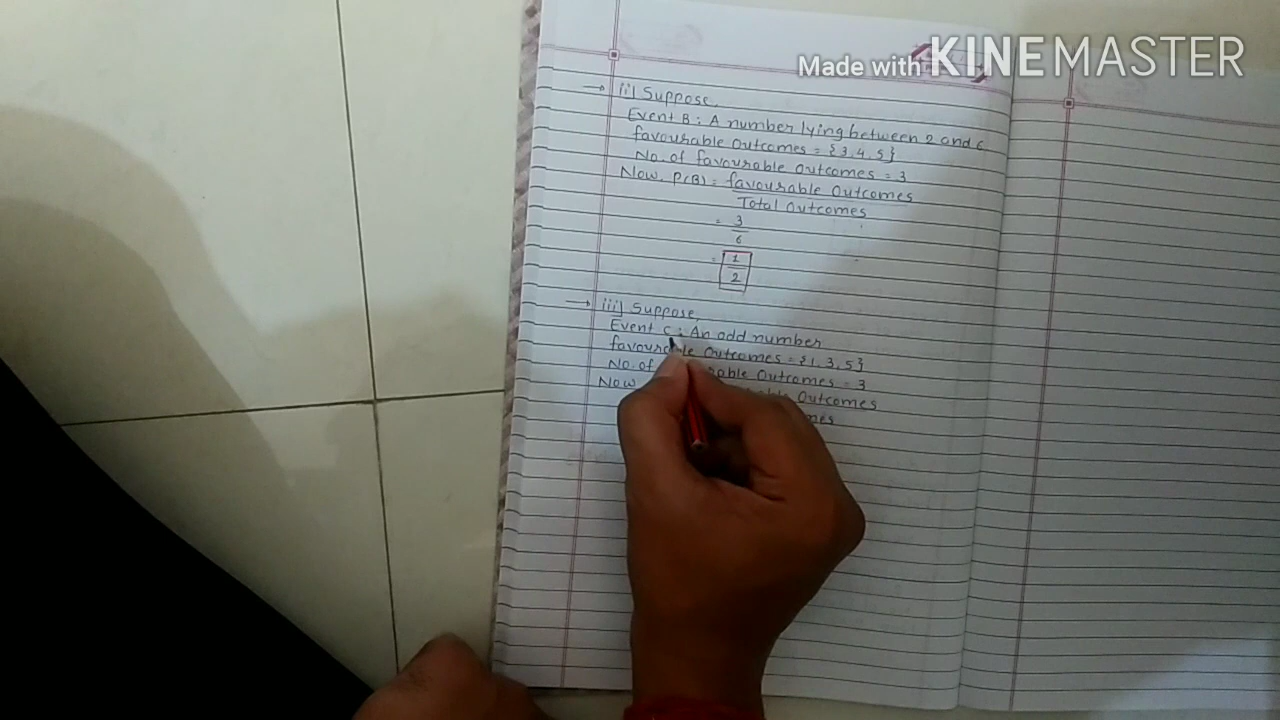 Made with KINEMASTER
→ ii] Suppose,
Event B : A number lying between 2 and 6
favourable Outcomes = {3, 4, 5}
No. of favourable Outcomes = 3
Now, P(B) = favourable Outcomes
Total Outcomes
= 3
6
= 1
2
→ iii] Suppose,
Event C : An odd number
favourable Outcomes = {1, 3, 5}
No. of Outcomes = 3
Now Outcomes